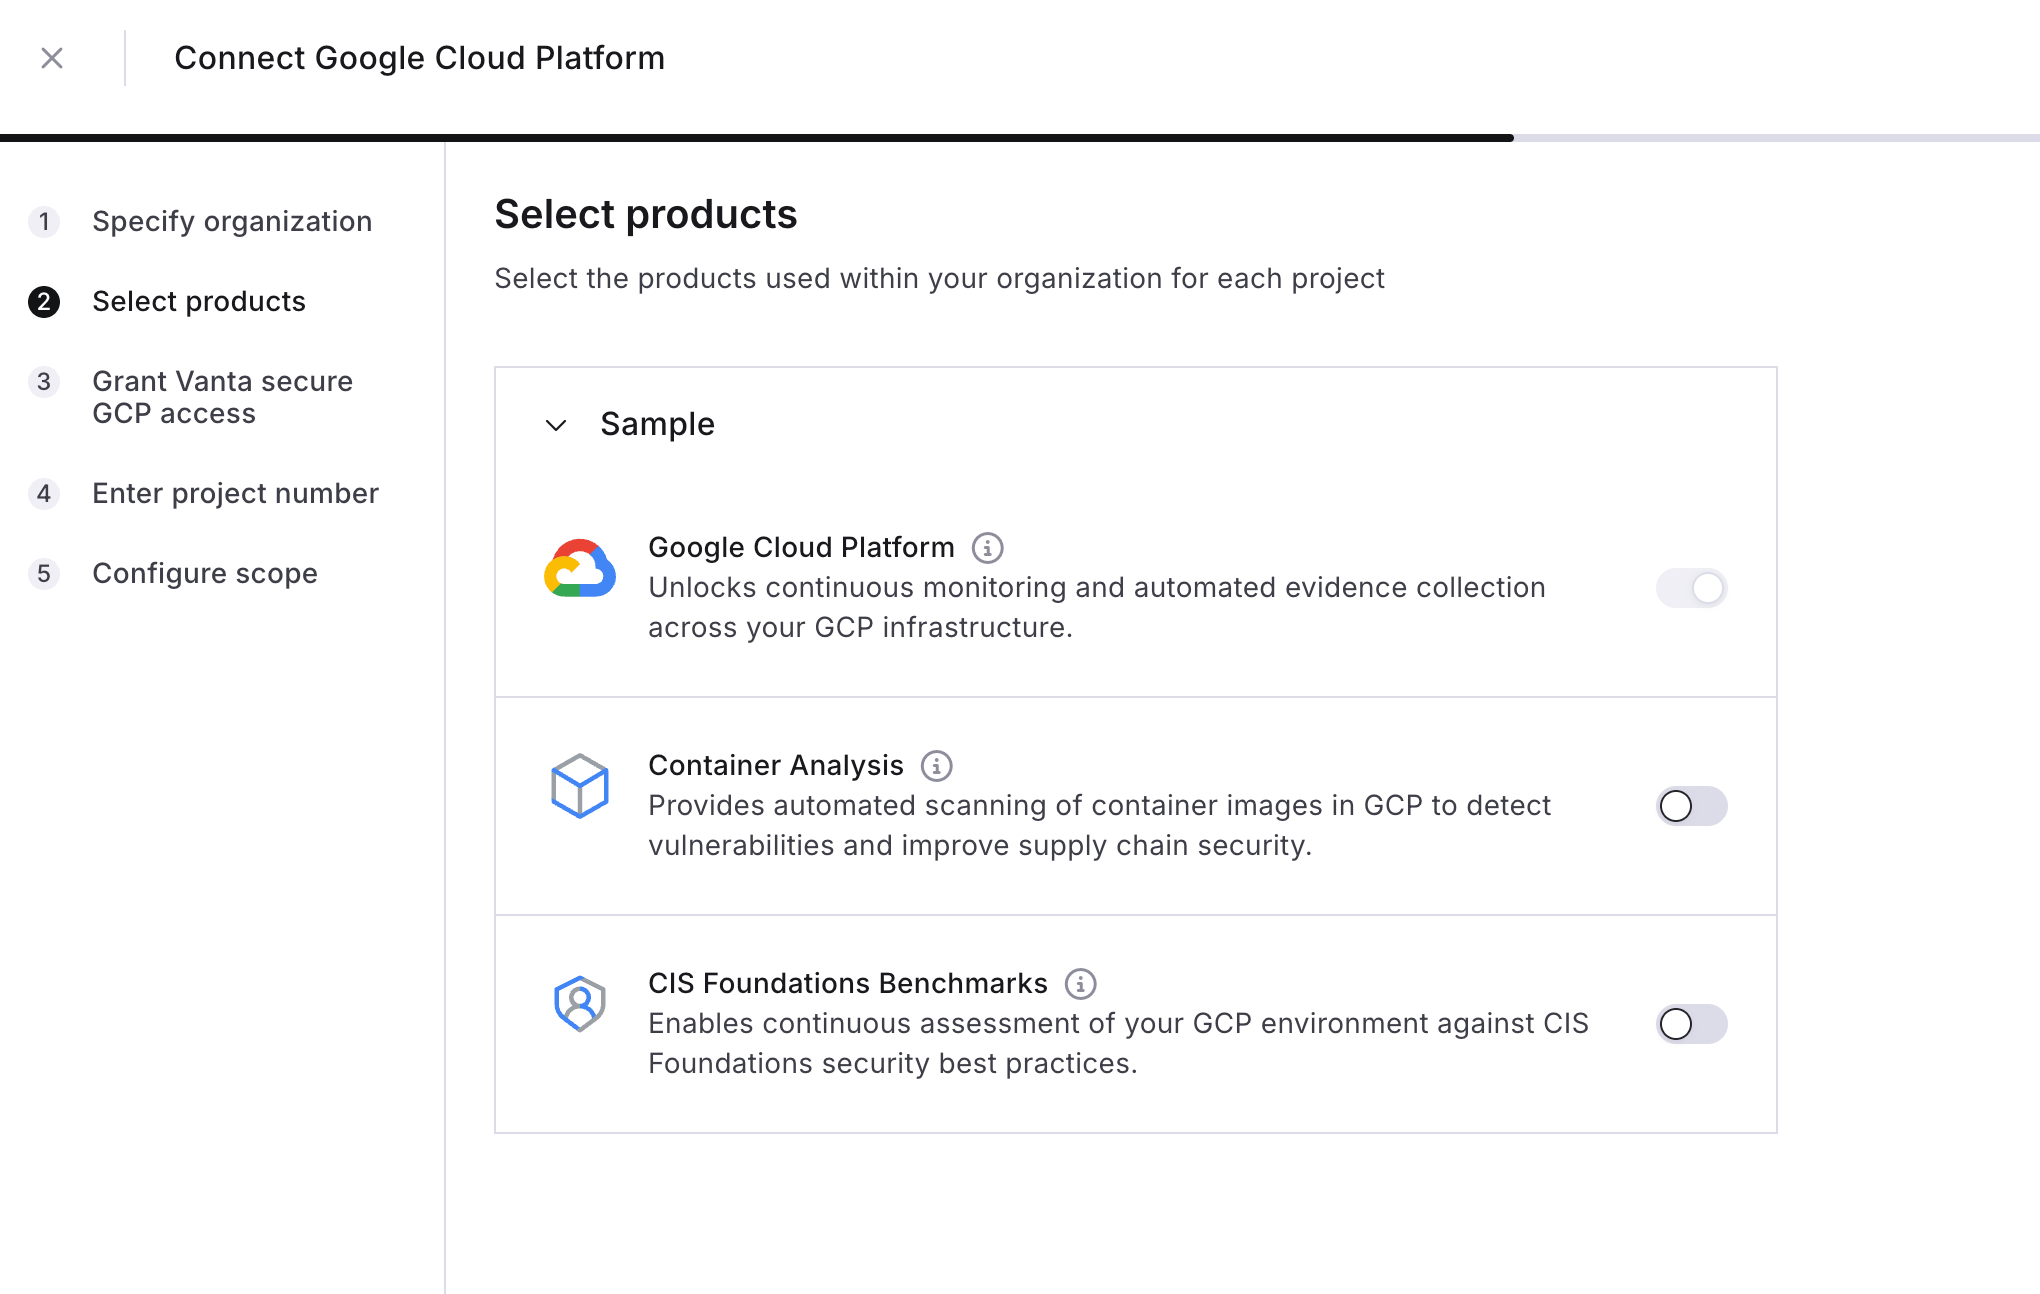 Connect Google Cloud Platform
1 Specify organization
2 Select products
3 Grant Vanta secure
GCP access
4 Enter project number
5 Configure scope
Select products
Select the products used within your organization for each project
Sample
Google Cloud Platform
Unlocks continuous monitoring and automated evidence collection
across your GCP infrastructure.
Container Analysis
Provides automated scanning of container images in GCP to detect
vulnerabilities and improve supply chain security.
CIS Foundations Benchmarks
Enables continuous assessment of your GCP environment against CIS
Foundations security best practices.